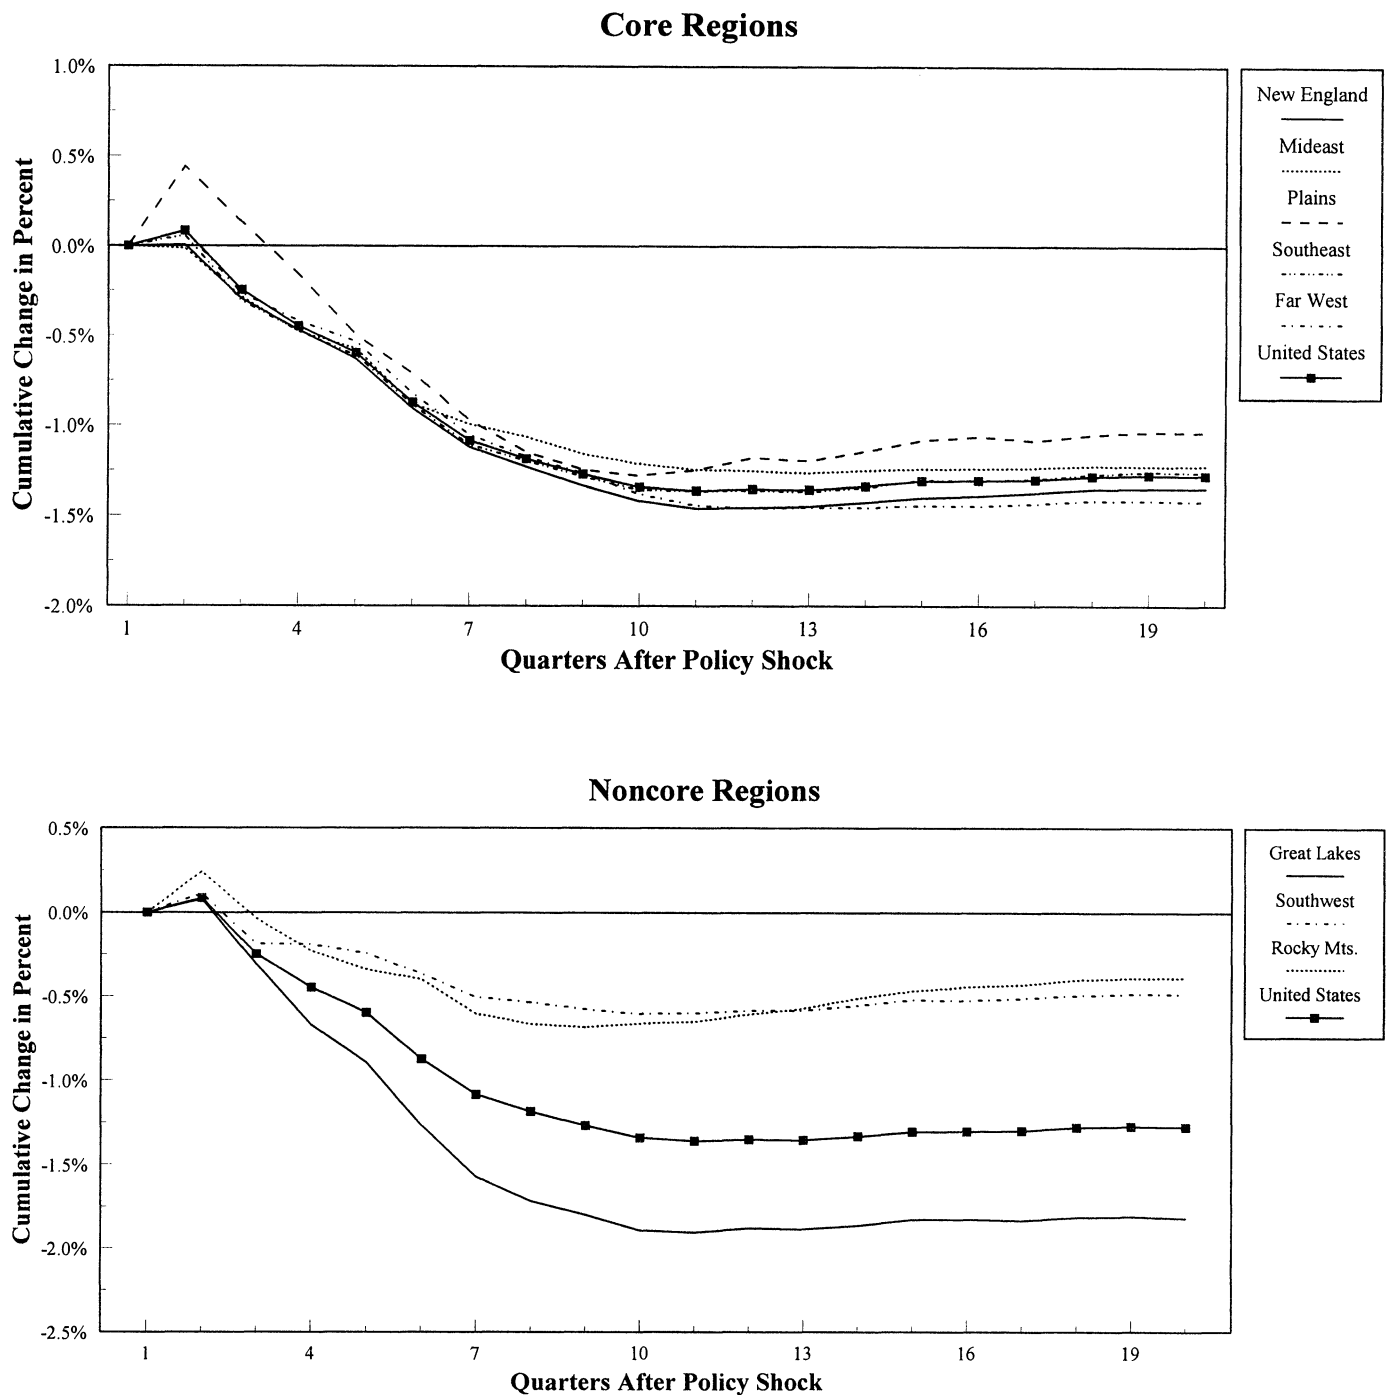 Core Regions
1.0%
0.5%
0.0%
-0.5%
-1.0%
-1.5%
-2.0%
Cumulative Change in Percent
1 4 7 10 13 16 19
Quarters After Policy Shock
New England
Mideast
Plains
Southeast
Far West
United States
Noncore Regions
0.5%
0.0%
-0.5%
-1.0%
-1.5%
-2.0%
-2.5%
Cumulative Change in Percent
1 4 7 10 13 16 19
Quarters After Policy Shock
Great Lakes
Southwest
Rocky Mts.
United States